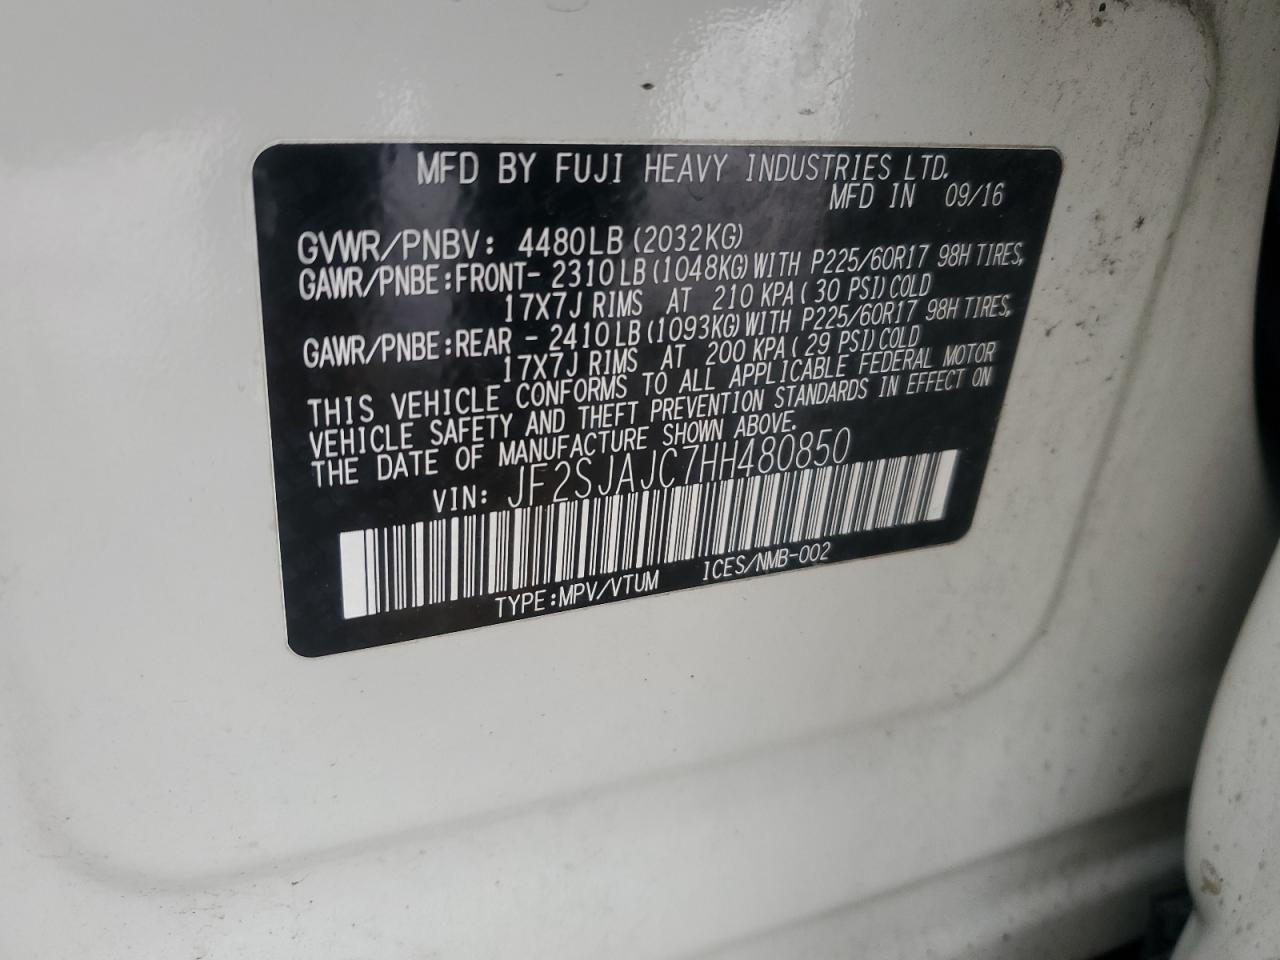 MFD BY FUJI HEAVY INDUSTRIES LTD.
MFD IN 09/16
GVWR/PNBV: 4480LB (2032KG)
GAWR/PNBE:FRONT- 2310LB (1048KG) WITH P225/60R17 98H TIRES,
17X7J RIMS AT 210 KPA ( 30 PSI) COLD
GAWR/PNBE:REAR - 2410LB (1093KG) WITH P225/60R17 98H TIRES,
17X7J RIMS AT 200 KPA ( 29 PSI) COLD
THIS VEHICLE CONFORMS TO ALL APPLICABLE FEDERAL MOTOR
VEHICLE SAFETY AND THEFT PREVENTION STANDARDS IN EFFECT ON
THE DATE OF MANUFACTURE SHOWN ABOVE.
VIN: JF2SJAJC7HH480850
TYPE:MPV/VTUM ICES/NMB-002